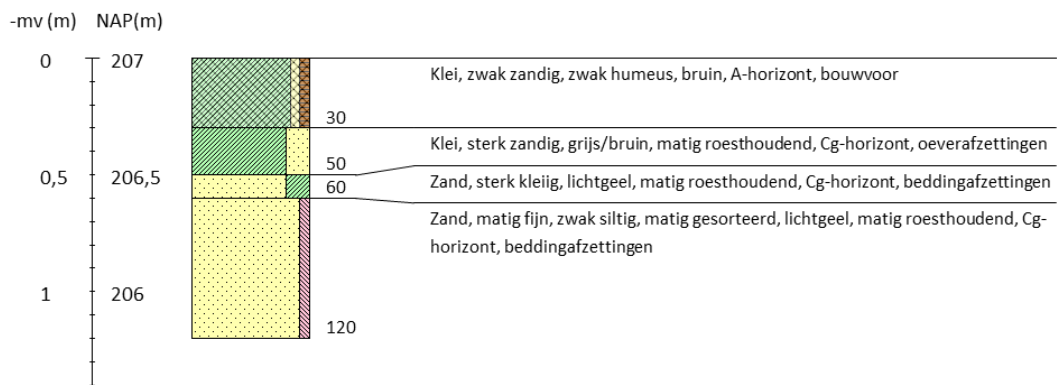 -mv (m) NAP(m)
0 207
Klei, zwak zandig, zwak humeus, bruin, A-horizont, bouwvoor
30
Klei, sterk zandig, grijs/bruin, matig roesthoudend, Cg-horizont, oeverafzettingen
50
0,5 206,5
60
Zand, sterk kleiig, lichtgeel, matig roesthoudend, Cg-horizont, beddingafzettingen
Zand, matig fijn, zwak siltig, matig gesorteerd, lichtgeel, matig roesthoudend, Cg-
horizont, beddingafzettingen
1 206
120